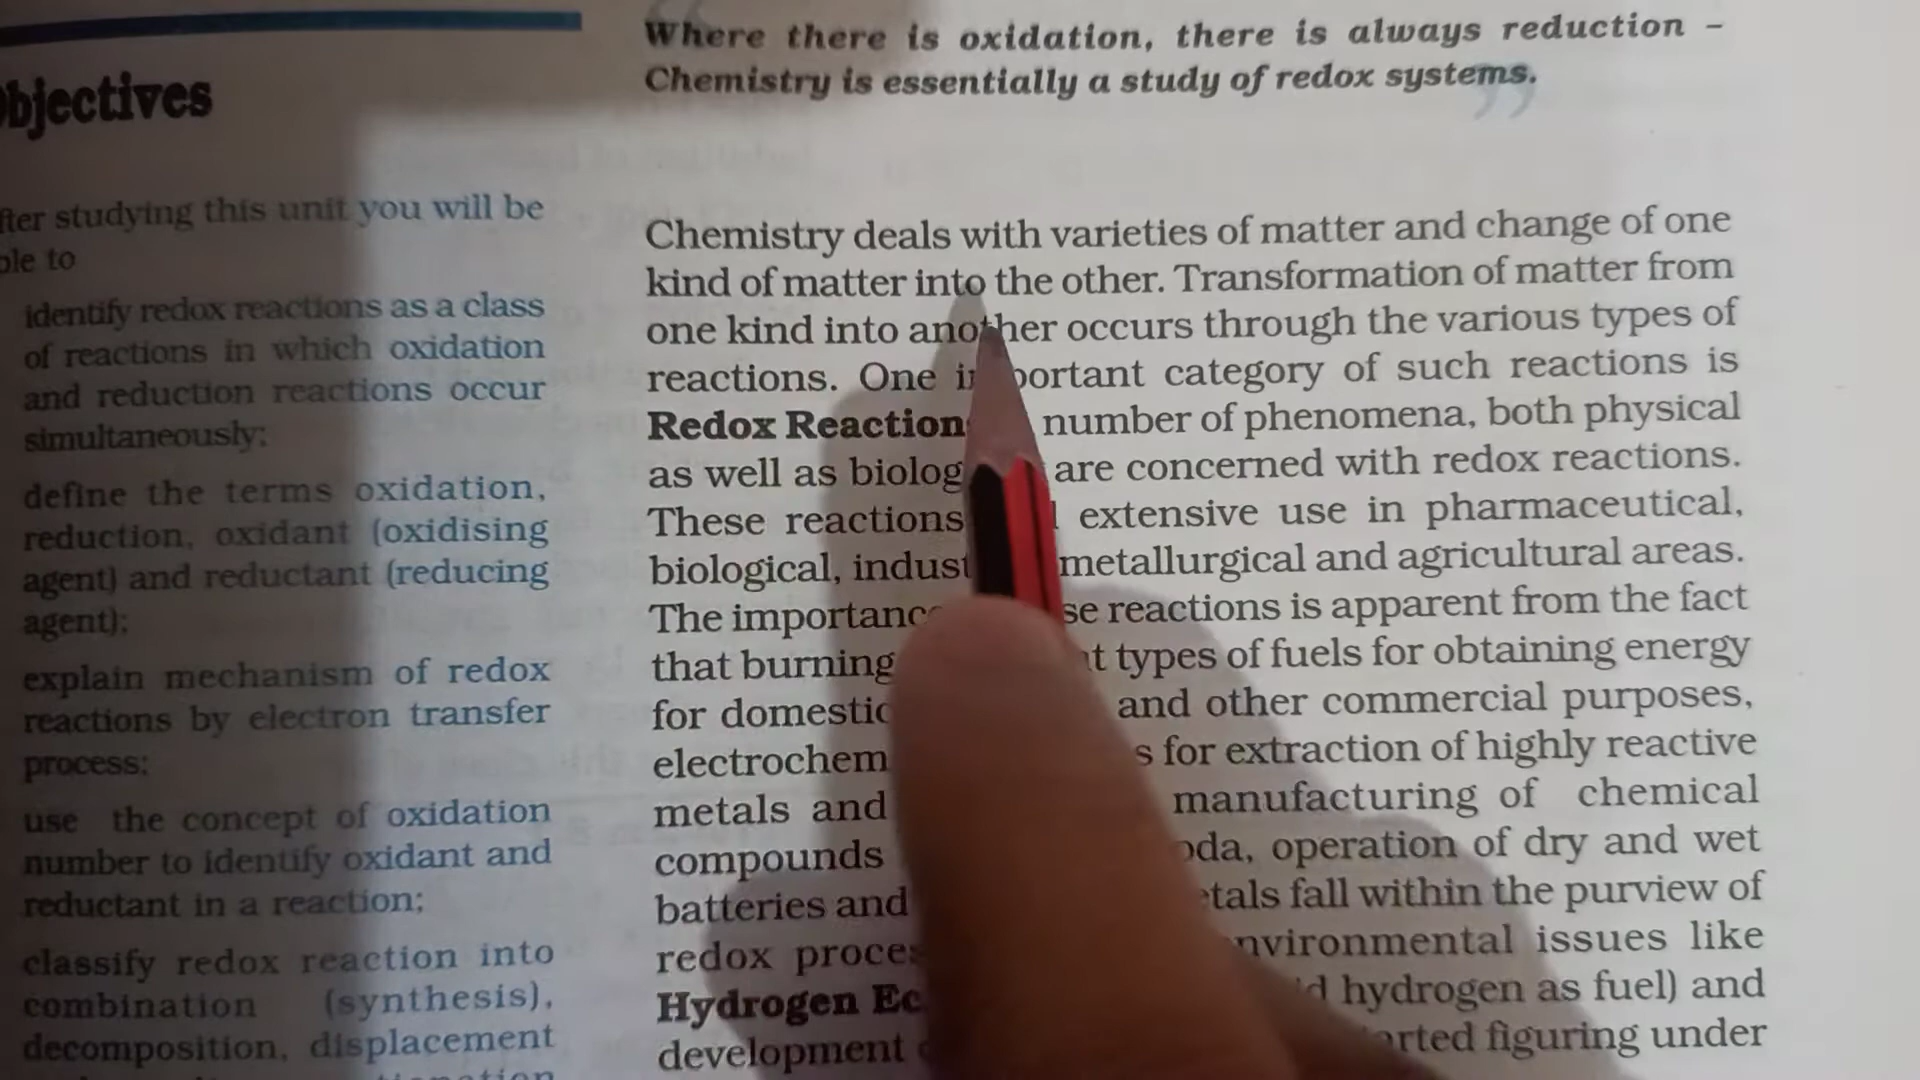 Objectives
fter studying this unit you will be
ble to
identify redox reactions as a class
of reactions in which oxidation
and reduction reactions occur
simultaneously;
define the terms oxidation,
reduction, oxidant (oxidising
agent) and reductant (reducing
agent);
explain mechanism of redox
reactions by electron transfer
process;
use the concept of oxidation
number to identify oxidant and
reductant in a reaction;
classify redox reaction into
combination (synthesis),
decomposition, displacement
Where there is oxidation, there is always reduction –
Chemistry is essentially a study of redox systems.
Chemistry deals with varieties of matter and change of one
kind of matter into the other. Transformation of matter from
one kind into another occurs through the various types of
reactions. One important category of such reactions is
Redox Reaction number of phenomena, both physical
as well as biolog are concerned with redox reactions.
These reactions extensive use in pharmaceutical,
biological, indust metallurgical and agricultural areas.
The importanc se reactions is apparent from the fact
that burning t types of fuels for obtaining energy
for domestic and other commercial purposes,
electrochem s for extraction of highly reactive
metals and manufacturing of chemical
compounds oda, operation of dry and wet
batteries and etals fall within the purview of
redox proces nvironmental issues like
Hydrogen Ec d hydrogen as fuel) and
development rted figuring under